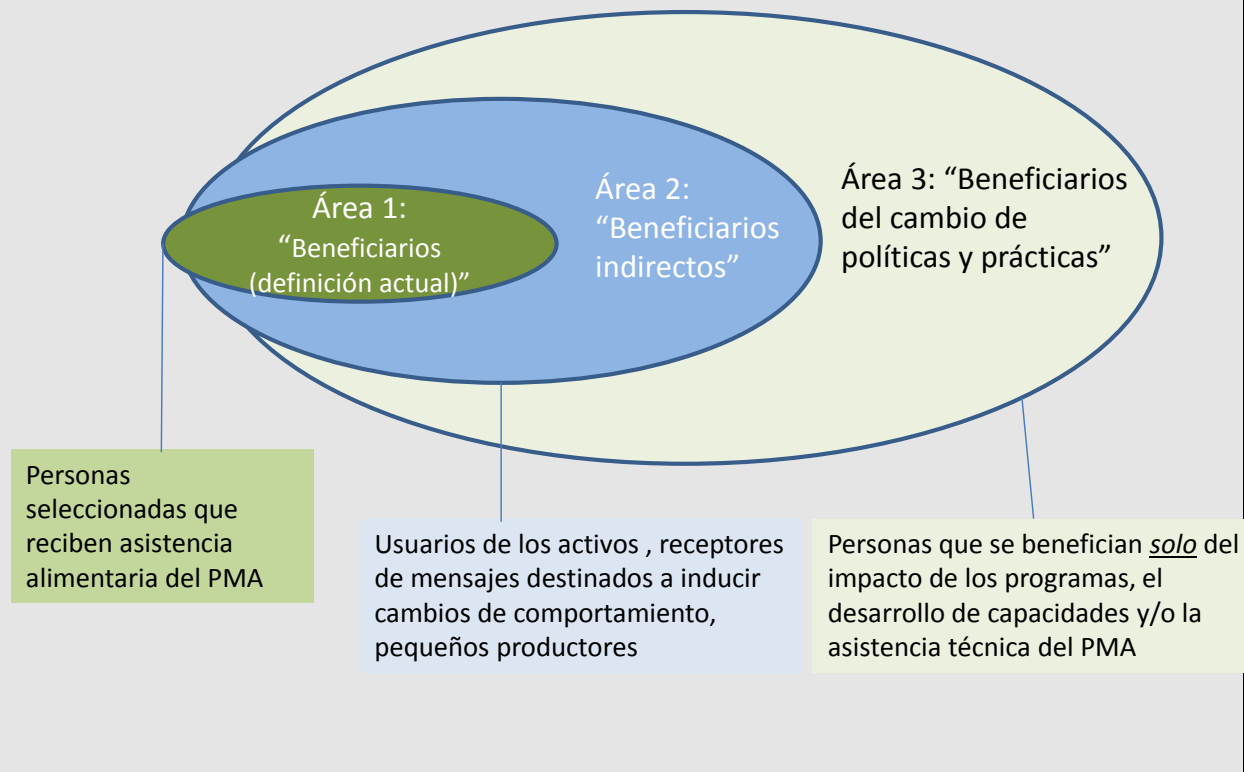 Área 1:
“Beneficiarios
(definición actual)”
Área 2:
“Beneficiarios
indirectos”
Área 3: “Beneficiarios
del cambio de
políticas y prácticas”
Personas
seleccionadas que
reciben asistencia
alimentaria del PMA
Usuarios de los activos , receptores
de mensajes destinados a inducir
cambios de comportamiento,
pequeños productores
Personas que se benefician solo del
impacto de los programas, el
desarrollo de capacidades y/o la
asistencia técnica del PMA